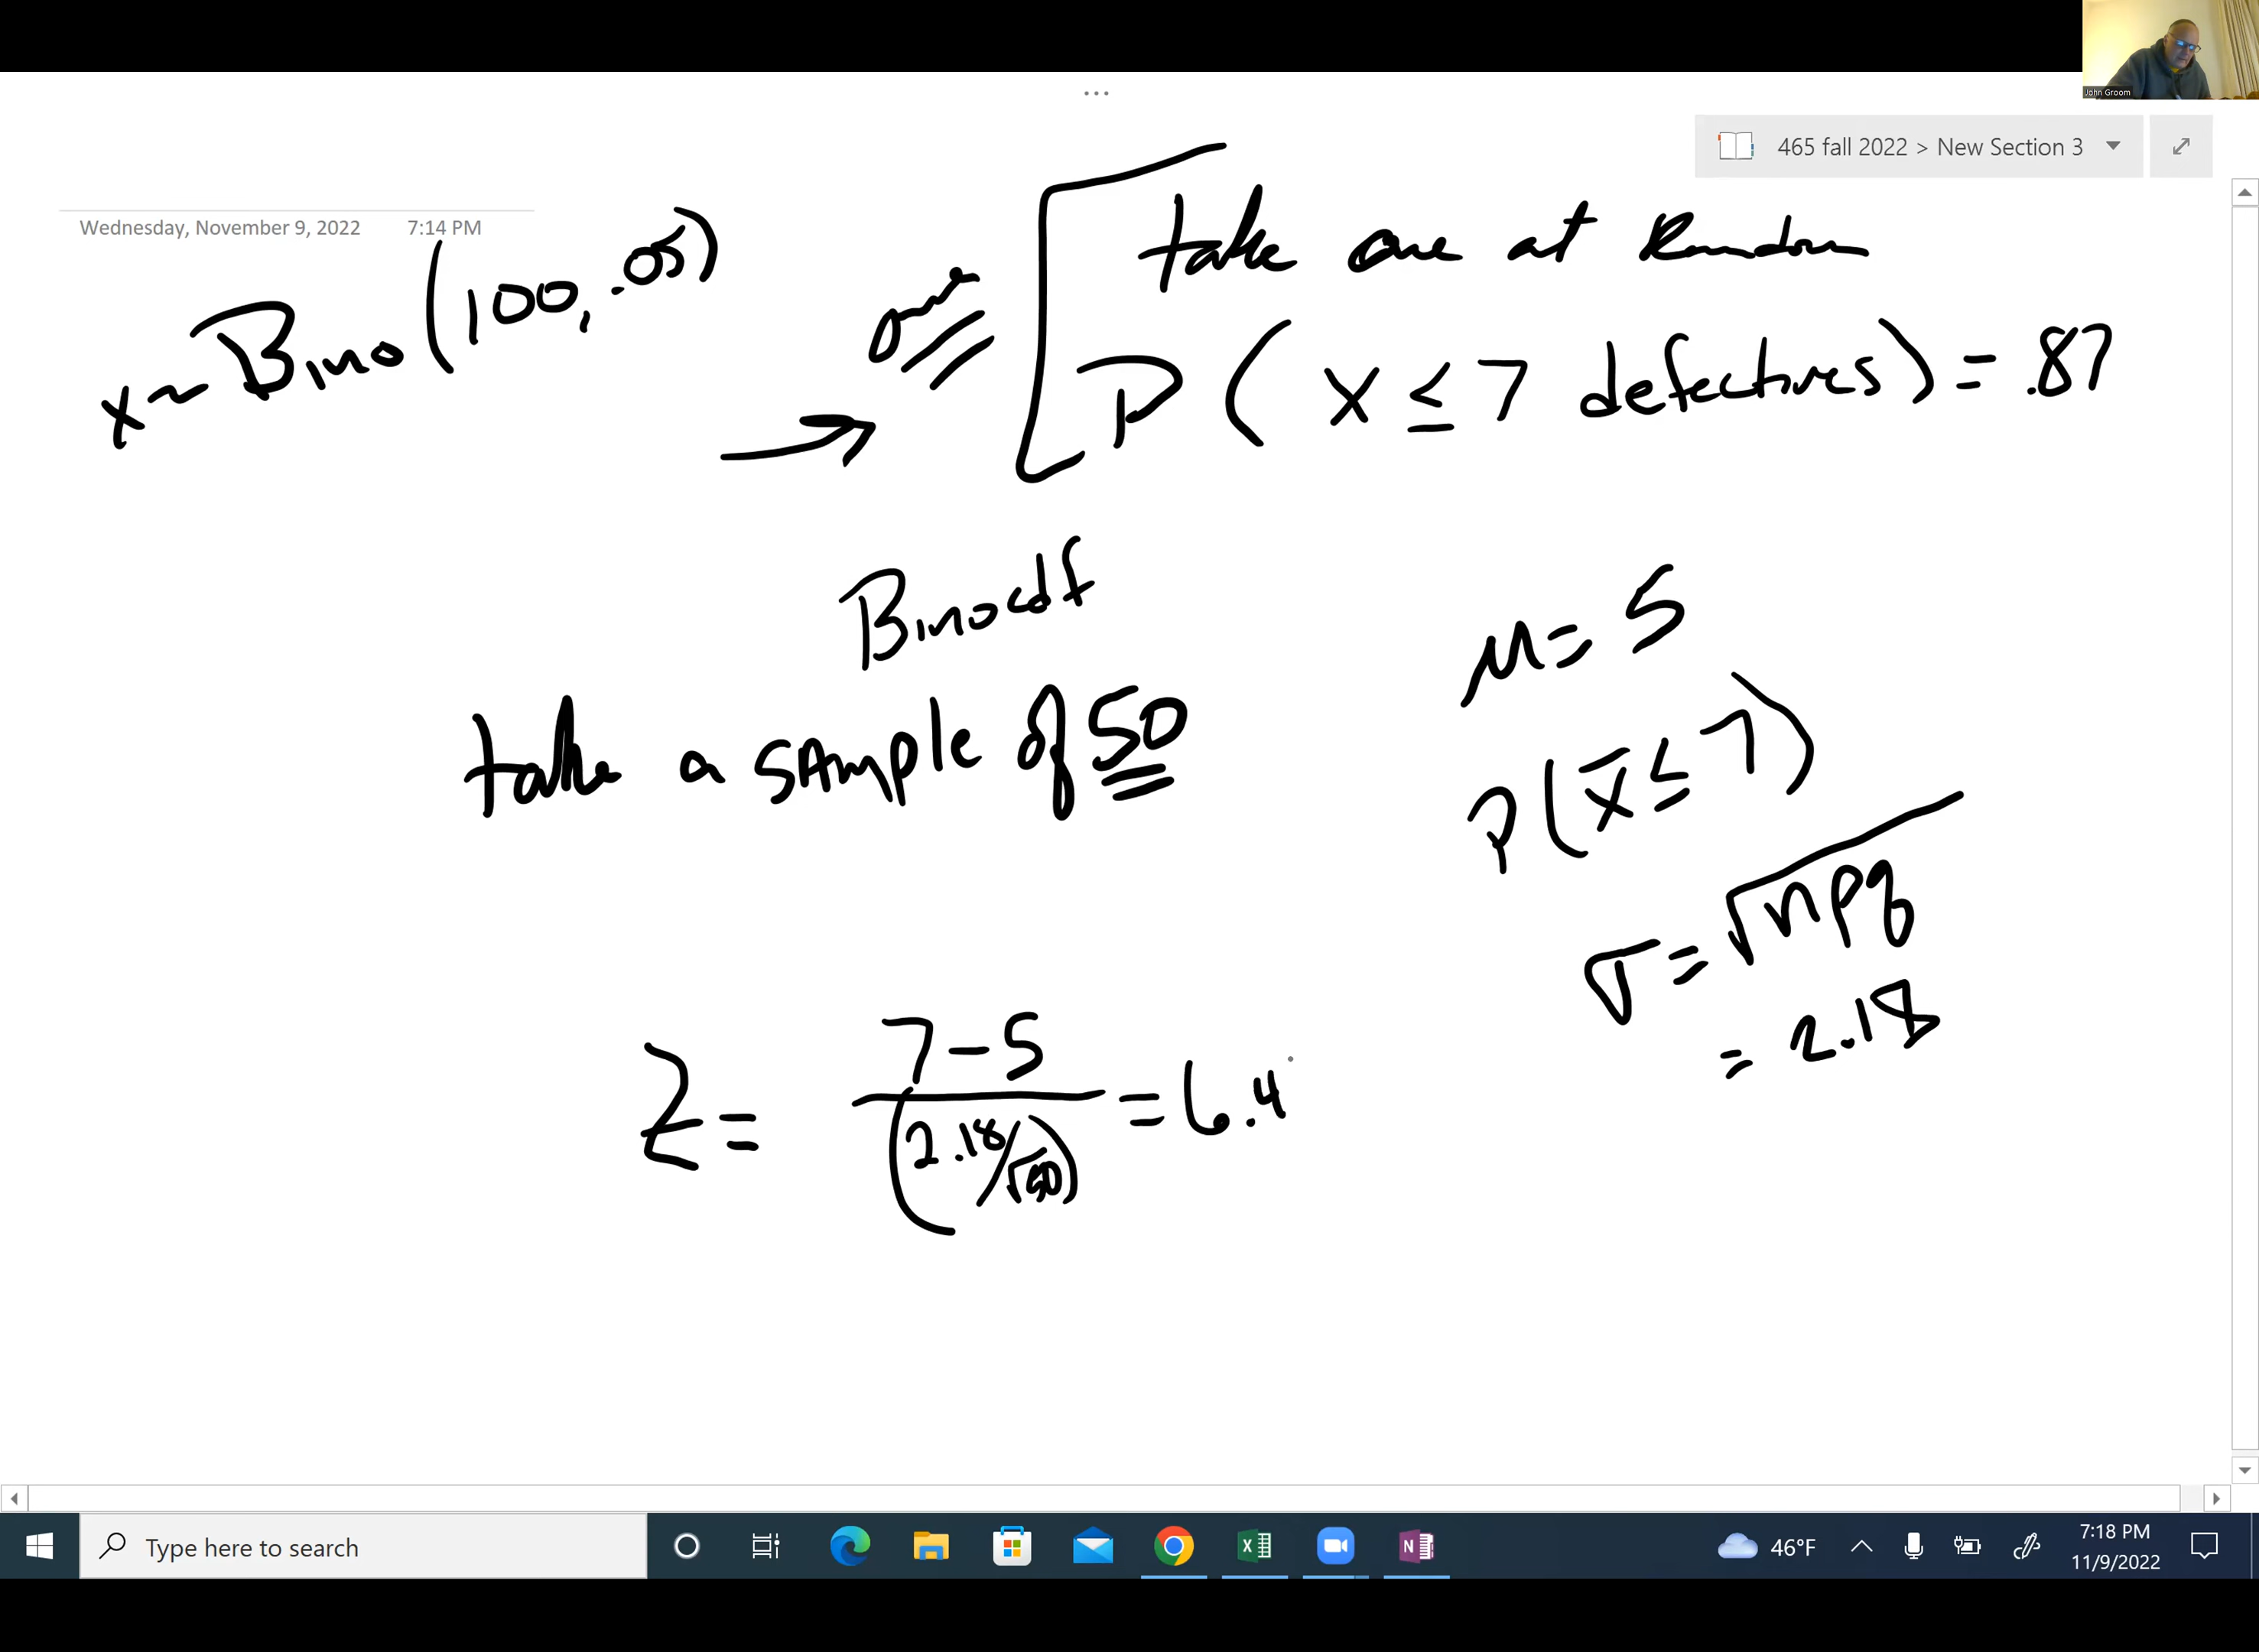 John Groom
465 fall 2022 > New Section 3
Wednesday, November 9, 2022 7:14 PM
x ~ Bino (100, .05)
take one at Random
P ( x ≤ 7 defectives ) = .87
Binocdf
μ = 5
take a sample of 50
P ( x̄ ≤ 7 )
σ = √npq
= 2.18
Z = 7 - 5 / (2.18/√50) = 6.4
Type here to search
46°F
7:18 PM
11/9/2022